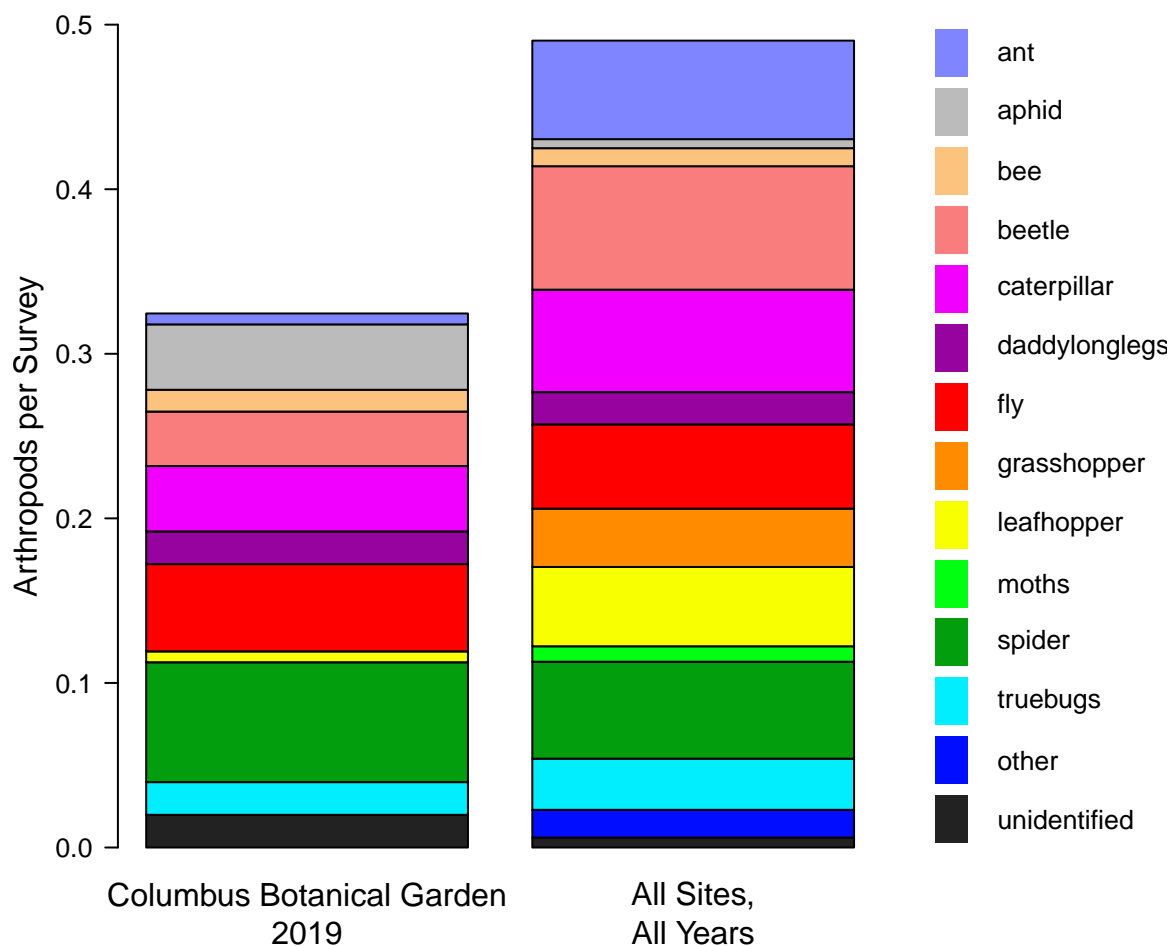 Arthropods per Survey
0.5
0.4
0.3
0.2
0.1
0.0
Columbus Botanical Garden
2019
All Sites,
All Years
ant
aphid
bee
beetle
caterpillar
daddylonglegs
fly
grasshopper
leafhopper
moths
spider
truebugs
other
unidentified